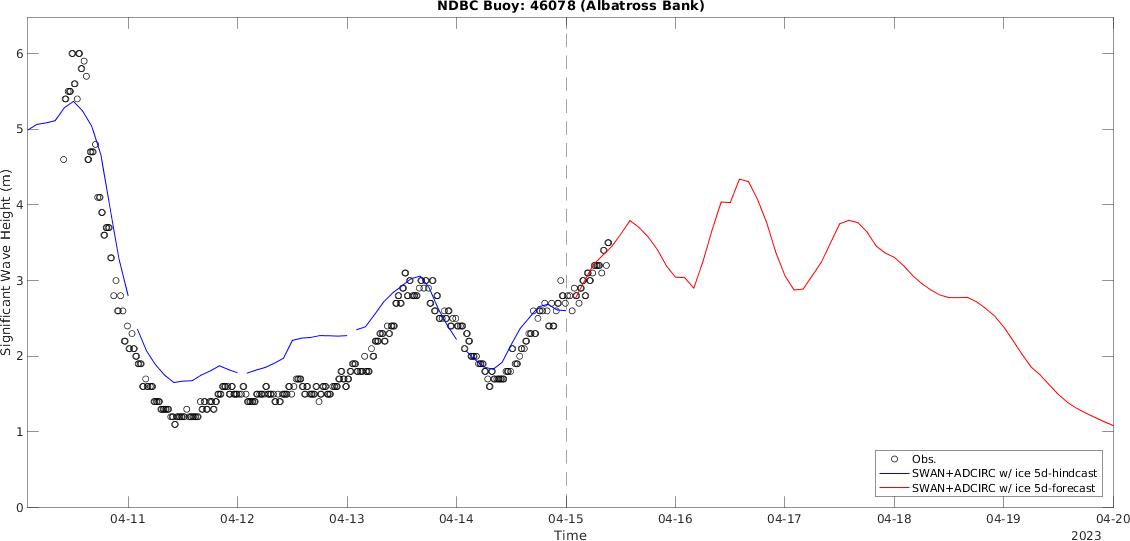 NDBC Buoy: 46078 (Albatross Bank)
Significant Wave Height (m)
6
5
4
3
2
1
0
Obs.
SWAN+ADCIRC w/ ice 5d-hindcast
SWAN+ADCIRC w/ ice 5d-forecast
04-11 04-12 04-13 04-14 04-15 04-16 04-17 04-18 04-19 04-20
Time
2023